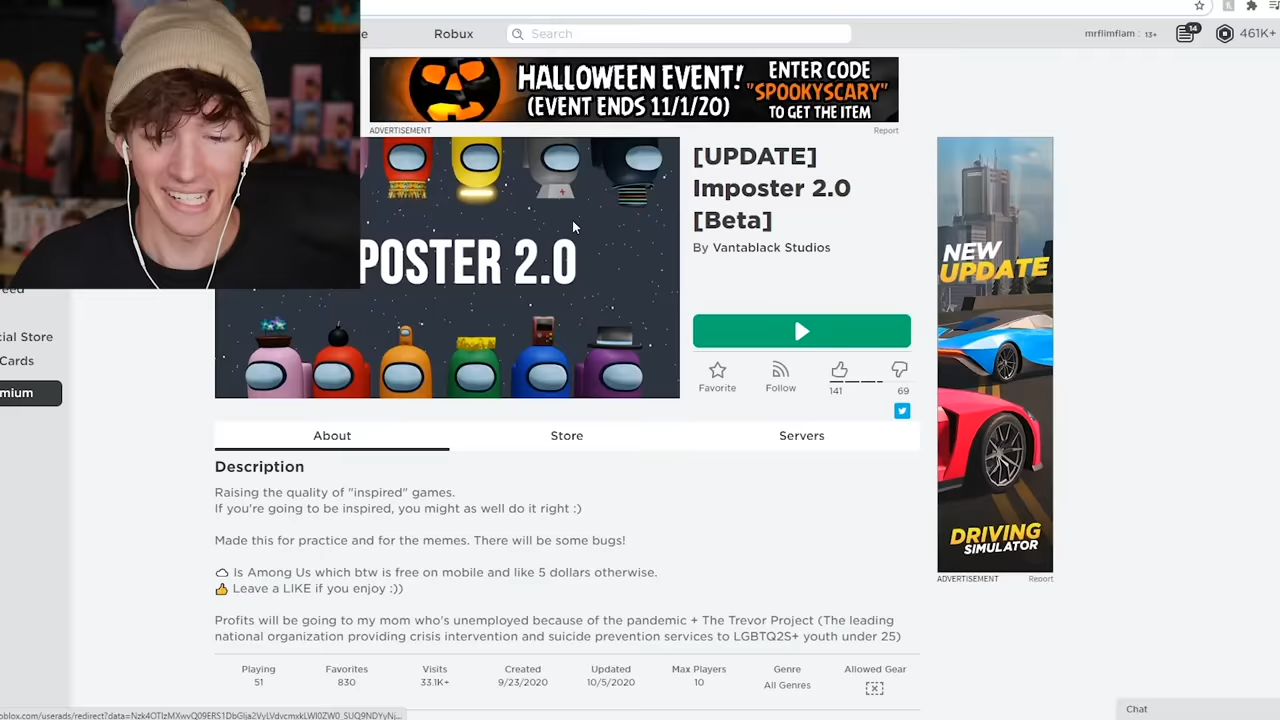 e
Robux
Search
mrflimflam : 13+
14
461K+
HALLOWEEN EVENT!
(EVENT ENDS 11/1/20)
ENTER CODE
"SPOOKYSCARY"
TO GET THE ITEM
ADVERTISEMENT
Report
POSTER 2.0
[UPDATE]
Imposter 2.0
[Beta]
By Vantablack Studios
Favorite
Follow
141
69
NEW
UPDATE
DRIVING
SIMULATOR
ADVERTISEMENT
Report
eed
cial Store
Cards
mium
About
Store
Servers
Description
Raising the quality of "inspired" games.
If you're going to be inspired, you might as well do it right :)
Made this for practice and for the memes. There will be some bugs!
Is Among Us which btw is free on mobile and like 5 dollars otherwise.
Leave a LIKE if you enjoy :))
Profits will be going to my mom who's unemployed because of the pandemic + The Trevor Project (The leading
national organization providing crisis intervention and suicide prevention services to LGBTQ2S+ youth under 25)
Playing
51
Favorites
830
Visits
33.1K+
Created
9/23/2020
Updated
10/5/2020
Max Players
10
Genre
All Genres
Allowed Gear
Chat